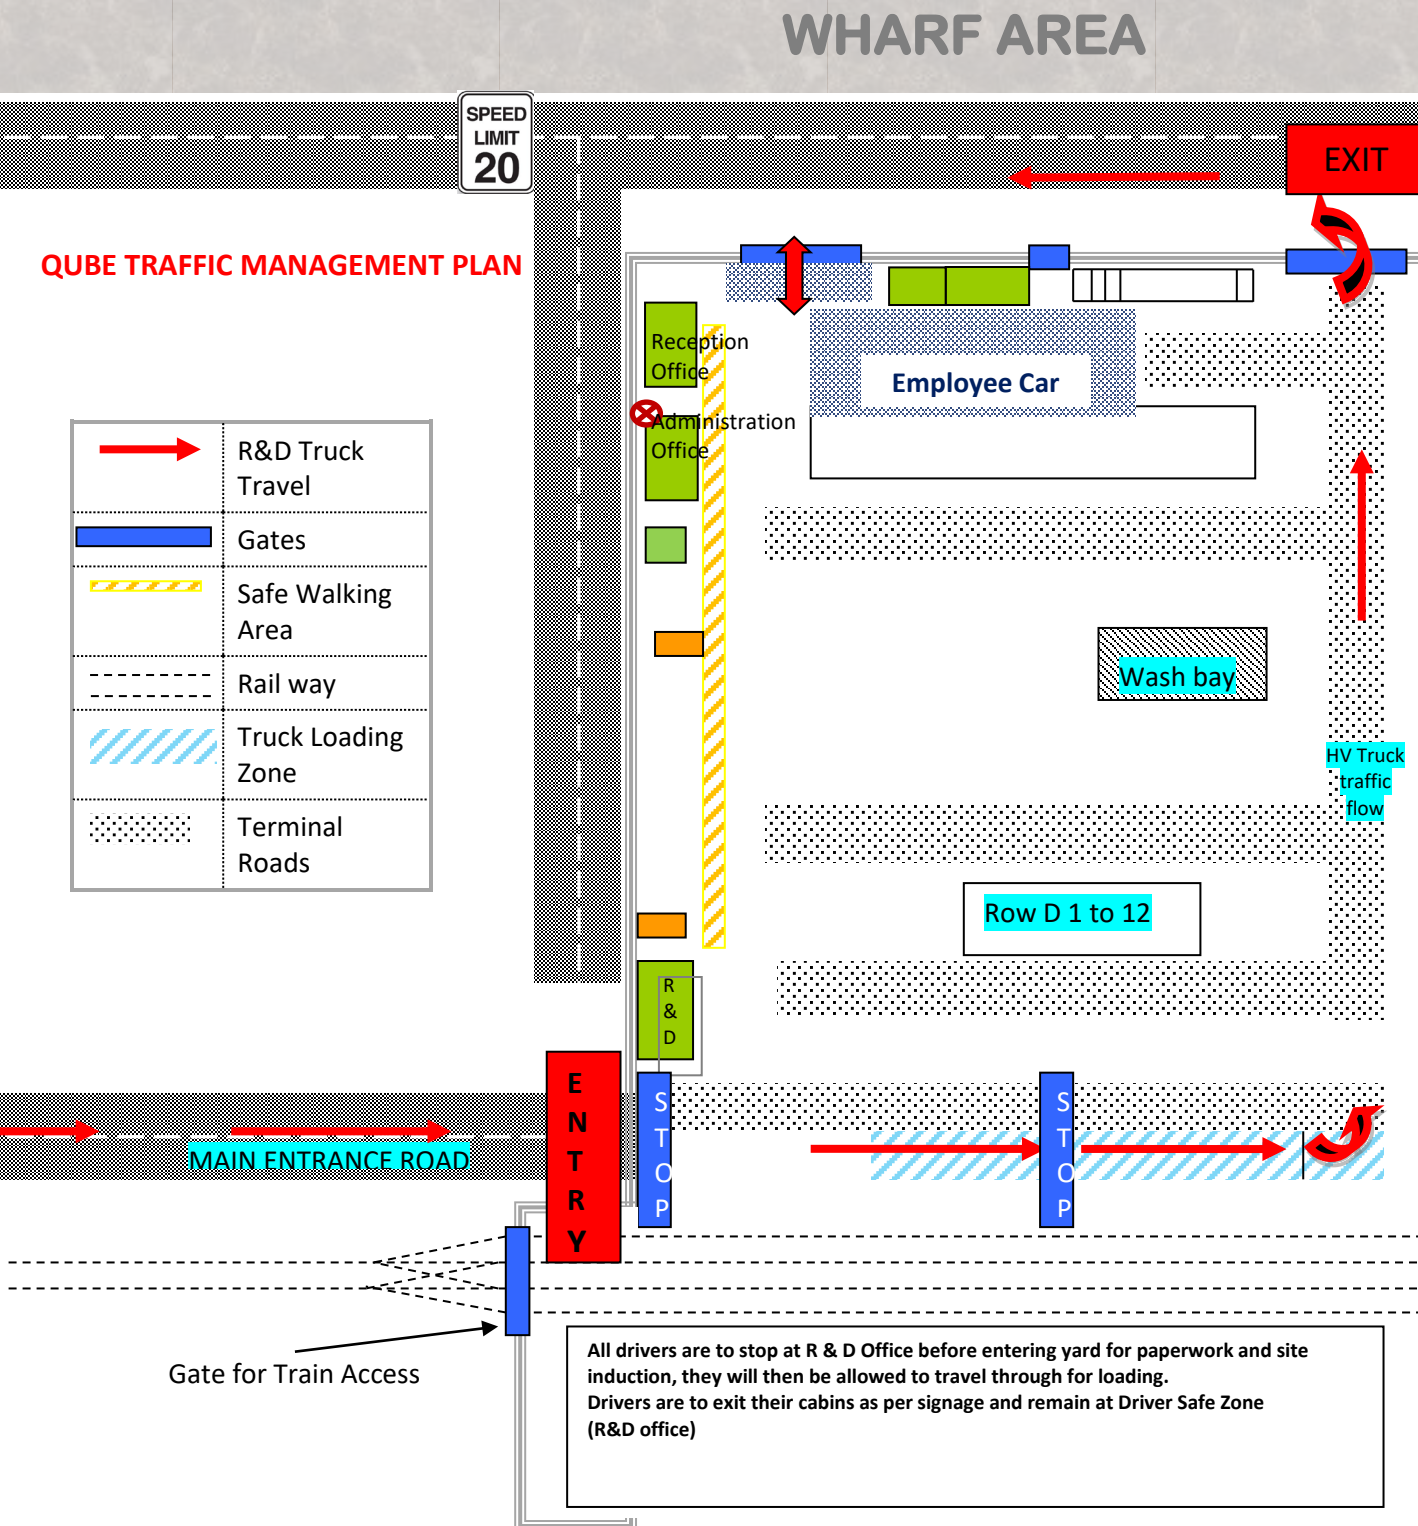 WHARF AREA
SPEED
LIMIT
20
EXIT
QUBE TRAFFIC MANAGEMENT PLAN
Reception
Office
Employee Car
Administration
Office
R&D Truck
Travel
Gates
Safe Walking
Area
Rail way
Truck Loading
Zone
Terminal
Roads
Wash bay
HV Truck
traffic
flow
Row D 1 to 12
R
&
D
ENTRY
STOP
STOP
MAIN ENTRANCE ROAD
Gate for Train Access
All drivers are to stop at R & D Office before entering yard for paperwork and site
induction, they will then be allowed to travel through for loading.
Drivers are to exit their cabins as per signage and remain at Driver Safe Zone
(R&D office)